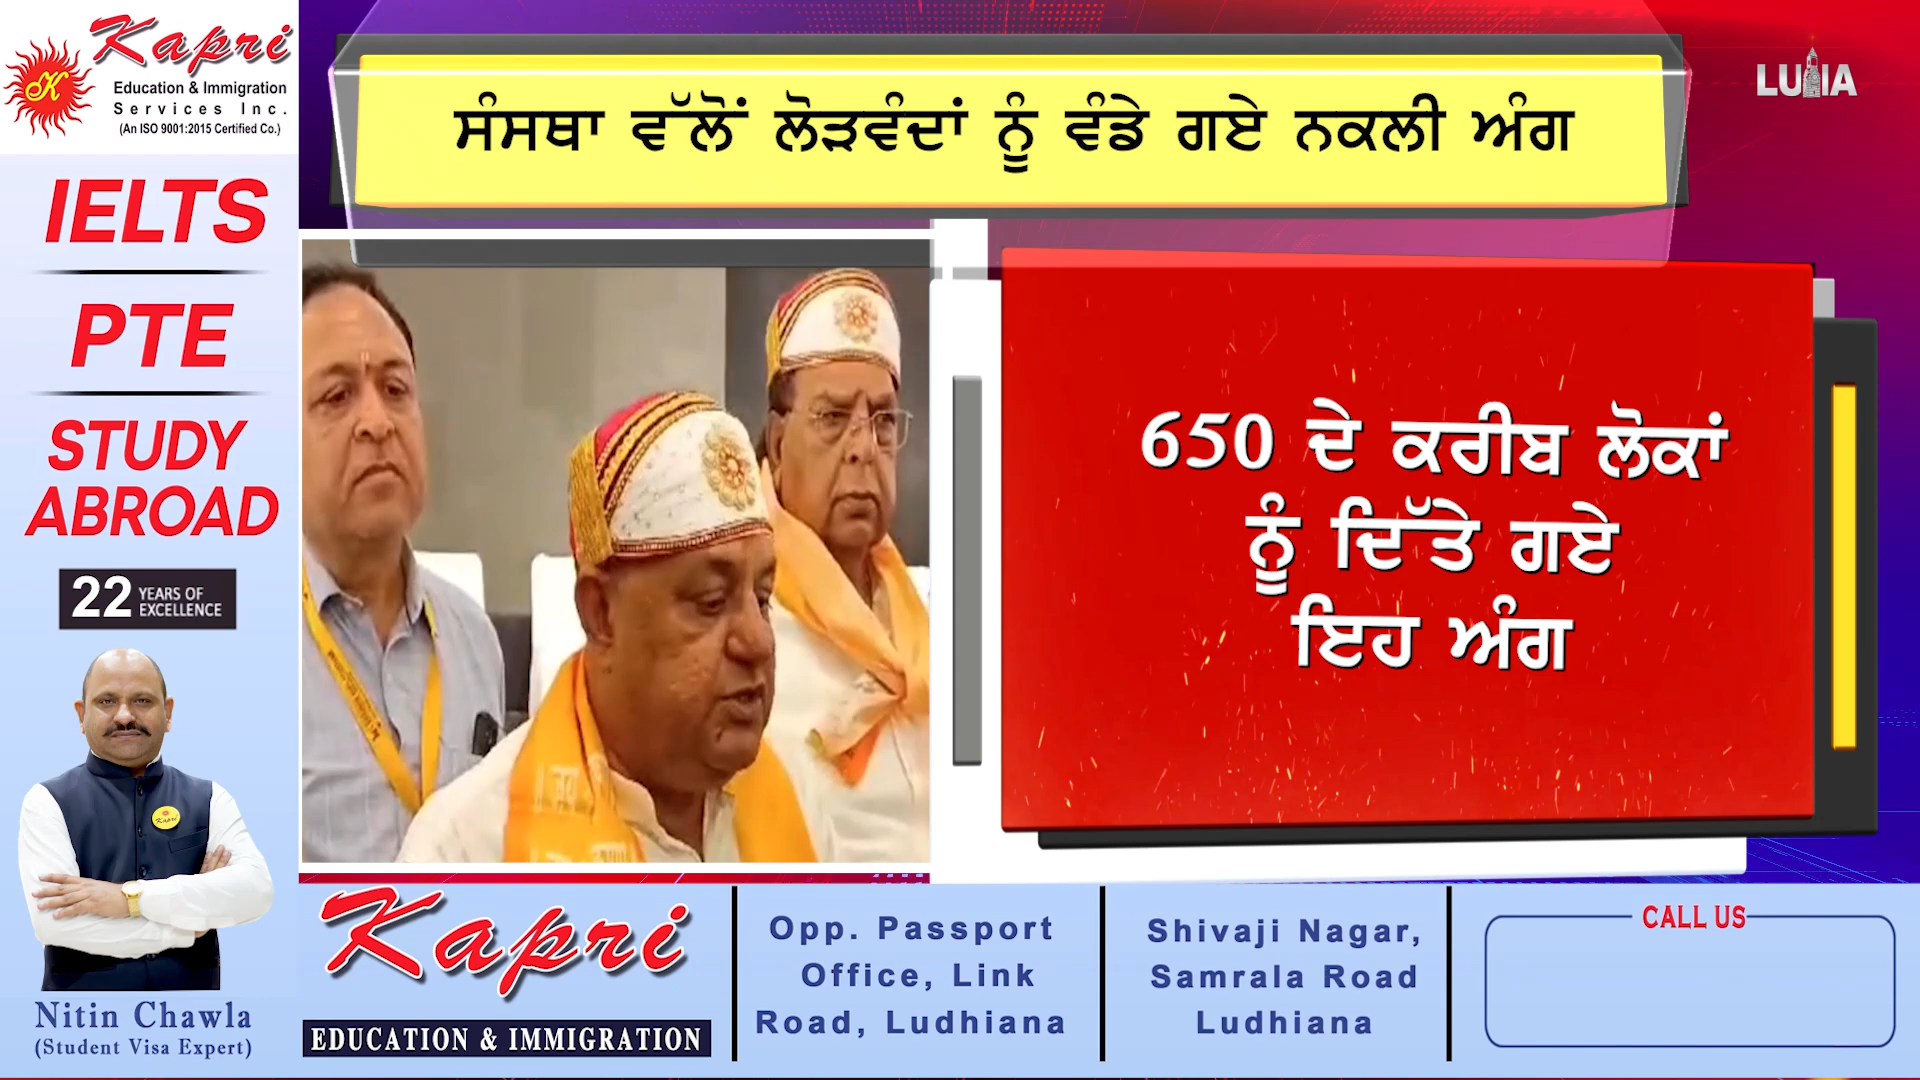 Kapri
Education & Immigration
Services Inc.
(An ISO 9001:2015 Certified Co.)
IELTS
PTE
STUDY
ABROAD
22 YEARS OF
EXCELLENCE
Kapri
Nitin Chawla
(Student Visa Expert)
ਸੰਸਥਾ ਵੱਲੋਂ ਲੋੜਵੰਦਾਂ ਨੂੰ ਵੰਡੇ ਗਏ ਨਕਲੀ ਅੰਗ
650 ਦੇ ਕਰੀਬ ਲੋਕਾਂ
ਨੂੰ ਦਿੱਤੇ ਗਏ
ਇਹ ਅੰਗ
Kapri
EDUCATION & IMMIGRATION
Opp. Passport
Office, Link
Road, Ludhiana
Shivaji Nagar,
Samrala Road
Ludhiana
CALL US